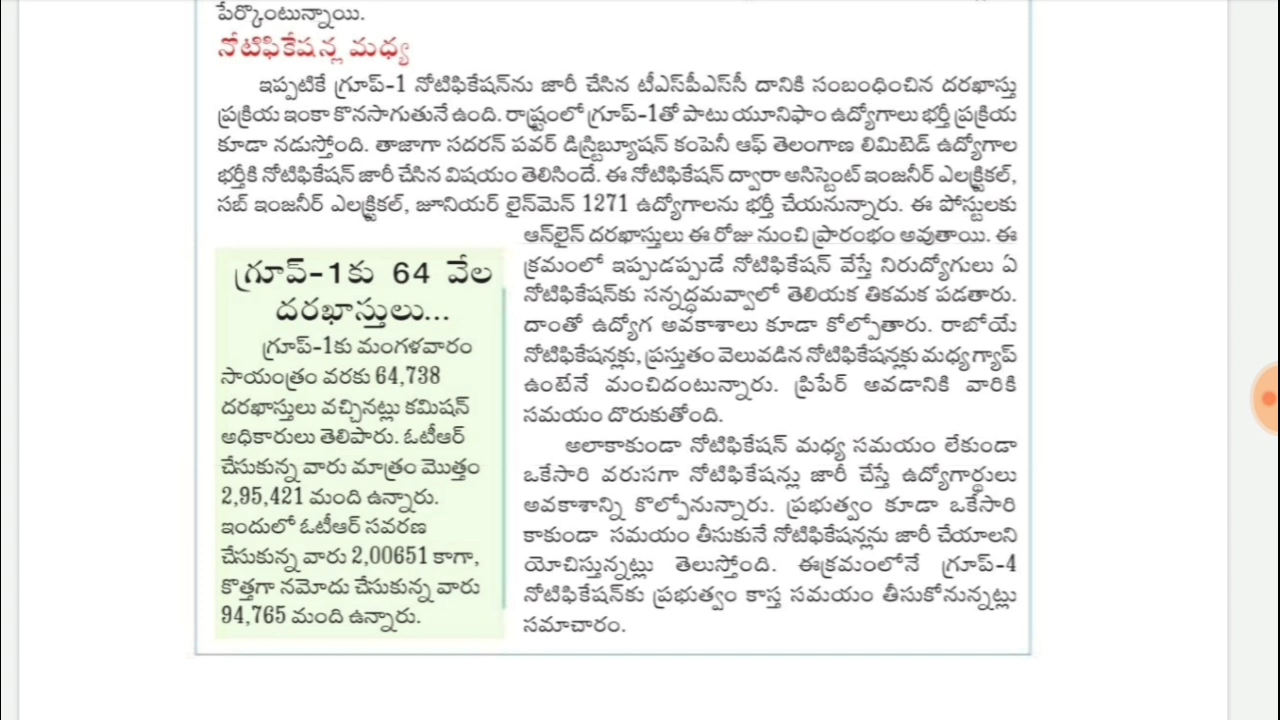 పేర్కొంటున్నాయి.
నోటిఫికేషన్ల మధ్య
ఇప్పటికే గ్రూప్-1 నోటిఫికేషన్‌ను జారీ చేసిన టీఎస్‌పీఎస్‌సీ దానికి సంబంధించిన దరఖాస్తు
ప్రక్రియ ఇంకా కొనసాగుతునే ఉంది. రాష్ట్రంలో గ్రూప్-1తో పాటు యూనిఫాం ఉద్యోగాలు భర్తీ ప్రక్రియ
కూడా నడుస్తోంది. తాజాగా సదరన్ పవర్ డిస్ట్రిబ్యూషన్ కంపెనీ ఆఫ్ తెలంగాణ లిమిటెడ్ ఉద్యోగాల
భర్తీకి నోటిఫికేషన్ జారీ చేసిన విషయం తెలిసిందే. ఈ నోటిఫికేషన్ ద్వారా అసిస్టెంట్ ఇంజనీర్ ఎలక్ట్రికల్,
సబ్ ఇంజనీర్ ఎలక్ట్రికల్, జూనియర్ లైన్‌మెన్ 1271 ఉద్యోగాలను భర్తీ చేయనున్నారు. ఈ పోస్టులకు
ఆన్‌లైన్ దరఖాస్తులు ఈ రోజు నుంచి ప్రారంభం అవుతాయి. ఈ
క్రమంలో ఇప్పుడప్పుడే నోటిఫికేషన్ వేస్తే నిరుద్యోగులు ఏ
నోటిఫికేషన్‌కు సన్నద్ధమవ్వాలో తెలియక తికమక పడతారు.
దాంతో ఉద్యోగ అవకాశాలు కూడా కోల్పోతారు. రాబోయే
నోటిఫికేషన్లకు, ప్రస్తుతం వెలువడిన నోటిఫికేషన్లకు మధ్య గ్యాప్
ఉంటేనే మంచిదంటున్నారు. ప్రిపేర్ అవడానికి వారికి
సమయం దొరుకుతోంది.
అలాకాకుండా నోటిఫికేషన్ మధ్య సమయం లేకుండా
ఒకేసారి వరుసగా నోటిఫికేషన్లు జారీ చేస్తే ఉద్యోగార్థులు
అవకాశాన్ని కొల్పోనున్నారు. ప్రభుత్వం కూడా ఒకేసారి
కాకుండా సమయం తీసుకునే నోటిఫికేషన్లను జారీ చేయాలని
యోచిస్తున్నట్లు తెలుస్తోంది. ఈక్రమంలోనే గ్రూప్-4
నోటిఫికేషన్‌కు ప్రభుత్వం కాస్త సమయం తీసుకోనున్నట్లు
సమాచారం.
గ్రూప్-1కు 64 వేల
దరఖాస్తులు...
గ్రూప్-1కు మంగళవారం
సాయంత్రం వరకు 64,738
దరఖాస్తులు వచ్చినట్లు కమిషన్
అధికారులు తెలిపారు. ఓటీఆర్
చేసుకున్న వారు మాత్రం మొత్తం
2,95,421 మంది ఉన్నారు.
ఇందులో ఓటీఆర్ సవరణ
చేసుకున్న వారు 2,00651 కాగా,
కొత్తగా నమోదు చేసుకున్న వారు
94,765 మంది ఉన్నారు.